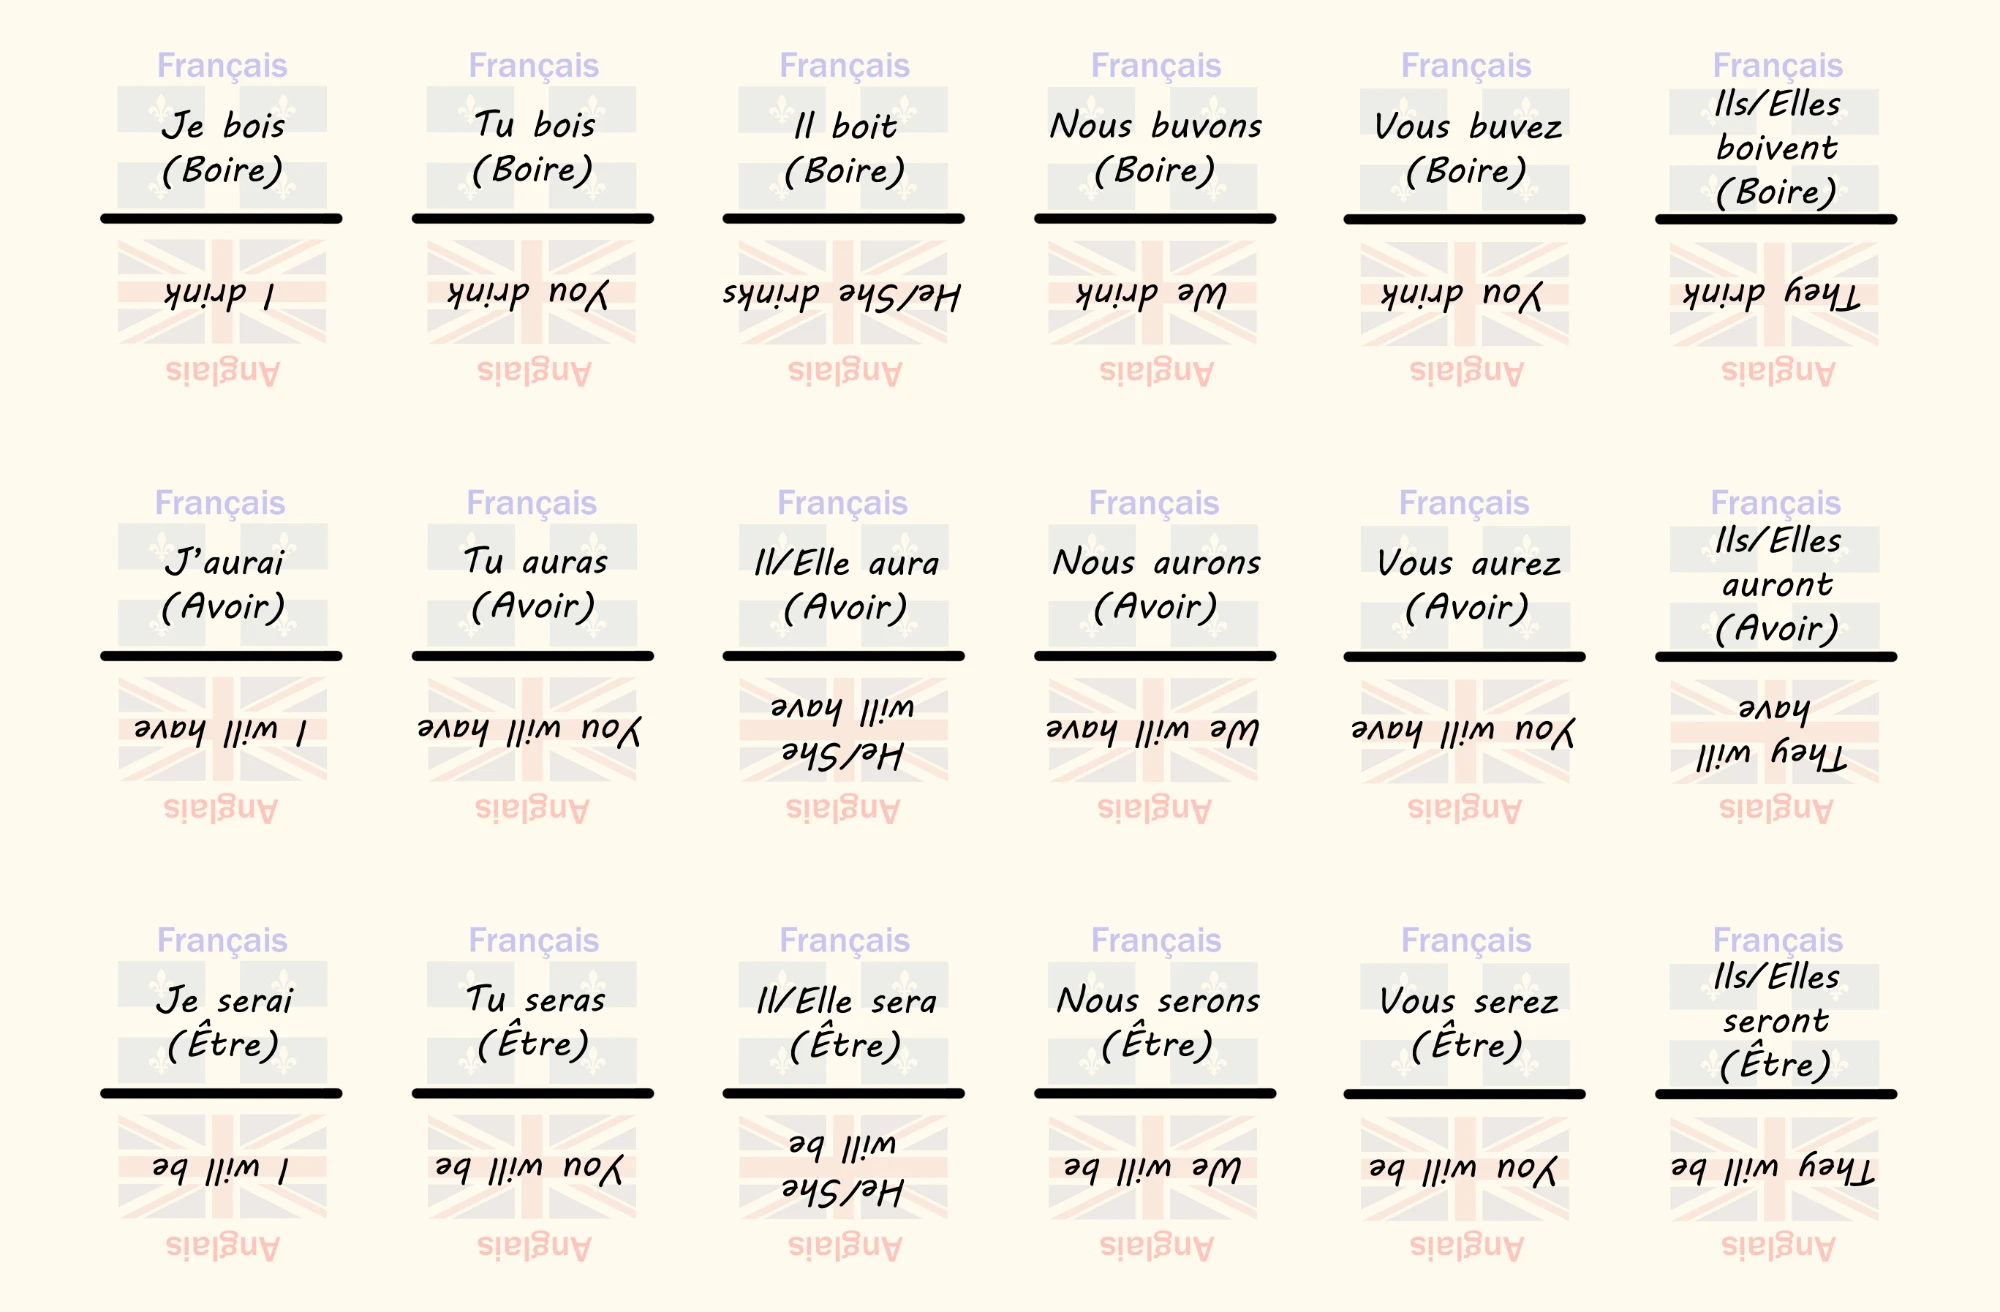 Français
Je bois
(Boire)
I drink
Anglais
Français
Tu bois
(Boire)
You drink
Anglais
Français
Il boit
(Boire)
He/She drinks
Anglais
Français
Nous buvons
(Boire)
We drink
Anglais
Français
Vous buvez
(Boire)
You drink
Anglais
Français
Ils/Elles
boivent
(Boire)
They drink
Anglais
Français
J'aurai
(Avoir)
I will have
Anglais
Français
Tu auras
(Avoir)
You will have
Anglais
Français
Il/Elle aura
(Avoir)
He/She
will have
Anglais
Français
Nous aurons
(Avoir)
We will have
Anglais
Français
Vous aurez
(Avoir)
You will have
Anglais
Français
Ils/Elles
auront
(Avoir)
They will
have
Anglais
Français
Je serai
(Être)
I will be
Anglais
Français
Tu seras
(Être)
You will be
Anglais
Français
Il/Elle sera
(Être)
He/She
will be
Anglais
Français
Nous serons
(Être)
We will be
Anglais
Français
Vous serez
(Être)
You will be
Anglais
Français
Ils/Elles
seront
(Être)
They will be
Anglais